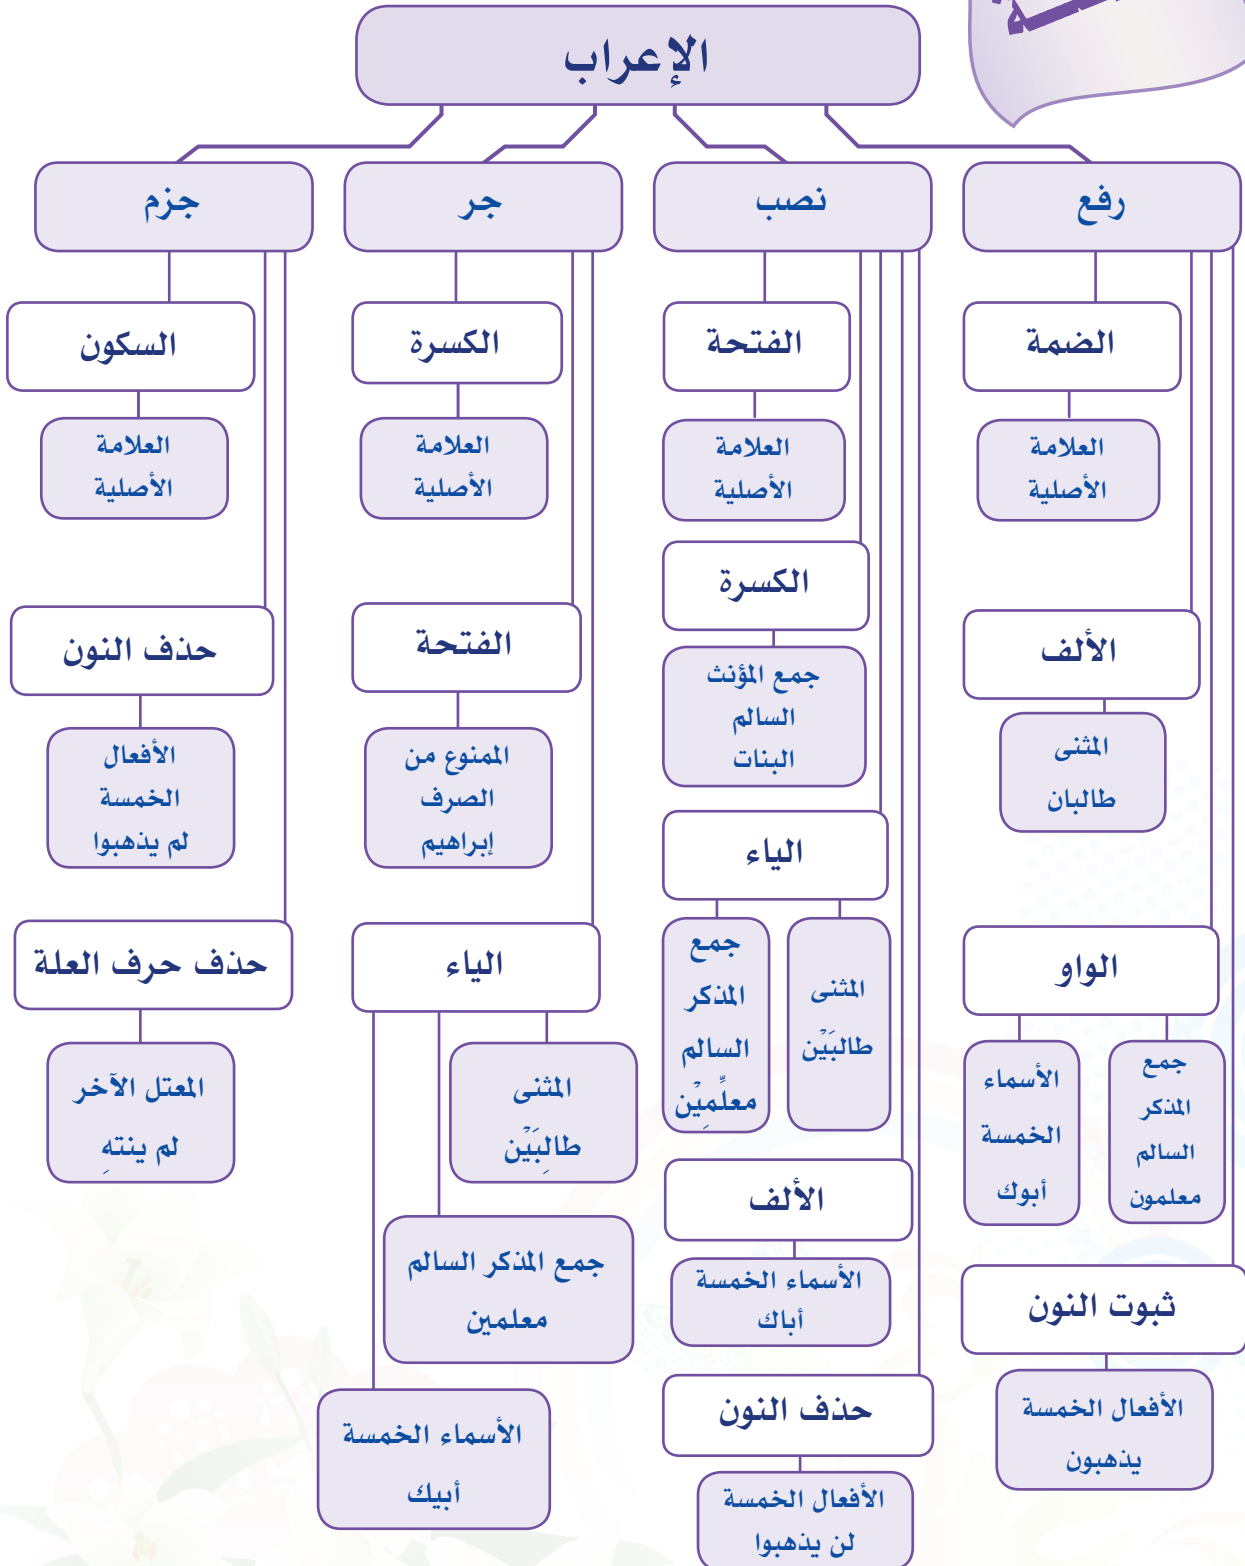 الإعراب
رفع
الضمة
العلامة
الأصلية
الألف
المثنى
طالبان
الواو
جمع
المذكر
السالم
معلمون
الأسماء
الخمسة
أبوك
ثبوت النون
الأفعال الخمسة
يذهبون
نصب
الفتحة
العلامة
الأصلية
الكسرة
جمع المؤنث
السالم
البنات
الياء
المثنى
طالبَيْن
جمع
المذكر
السالم
معلِّمِيْن
الألف
الأسماء الخمسة
أباك
حذف النون
الأفعال الخمسة
لن يذهبوا
جر
الكسرة
العلامة
الأصلية
الفتحة
الممنوع من
الصرف
إبراهيم
الياء
المثنى
طالِبَيْن
جمع المذكر السالم
معلمين
الأسماء الخمسة
أبيك
جزم
السكون
العلامة
الأصلية
حذف النون
الأفعال
الخمسة
لم يذهبوا
حذف حرف العلة
المعتل الآخر
لم ينتهِ